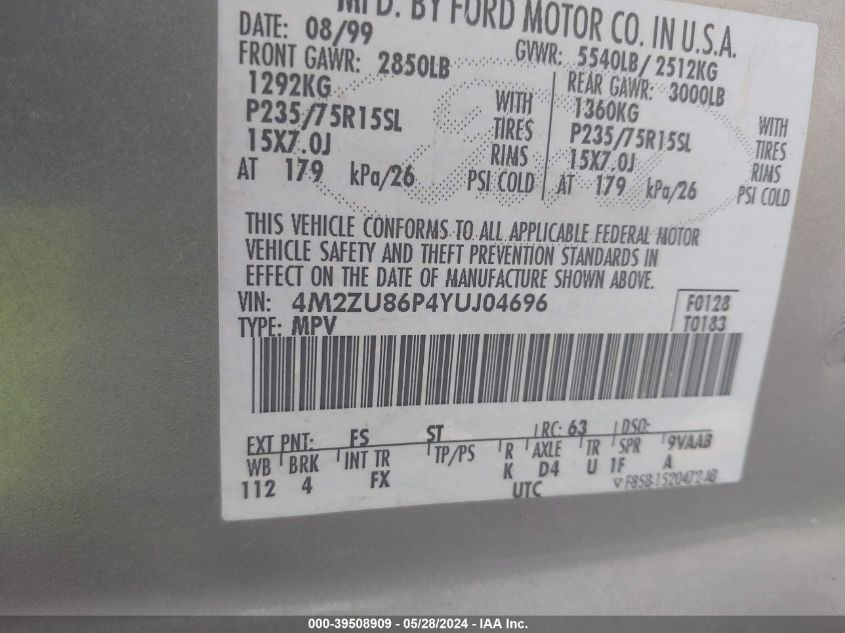 MFD. BY FORD MOTOR CO. IN U.S.A.
DATE: 08/99 GVWR: 5540LB/ 2512KG
FRONT GAWR: 2850LB REAR GAWR: 3000LB
1292KG WITH 1360KG WITH
P235/75R15SL TIRES P235/75R15SL TIRES
15X7.0J RIMS 15X7.0J RIMS
AT 179 kPa/26 PSI COLD AT 179 kPa/26 PSI COLD
THIS VEHICLE CONFORMS TO ALL APPLICABLE FEDERAL MOTOR
VEHICLE SAFETY AND THEFT PREVENTION STANDARDS IN
EFFECT ON THE DATE OF MANUFACTURE SHOWN ABOVE.
VIN: 4M2ZU86P4YUJ04696 F0128
TYPE: MPV T0183
EXT PNT: FS ST RC: 63 DSO:
WB BRK INT TR TP/PS R AXLE TR SPR 9VAAB
112 4 FX K D4 U 1F A
UTC F85B-1520472-AB
000-39508909 - 05/28/2024 - IAA Inc.